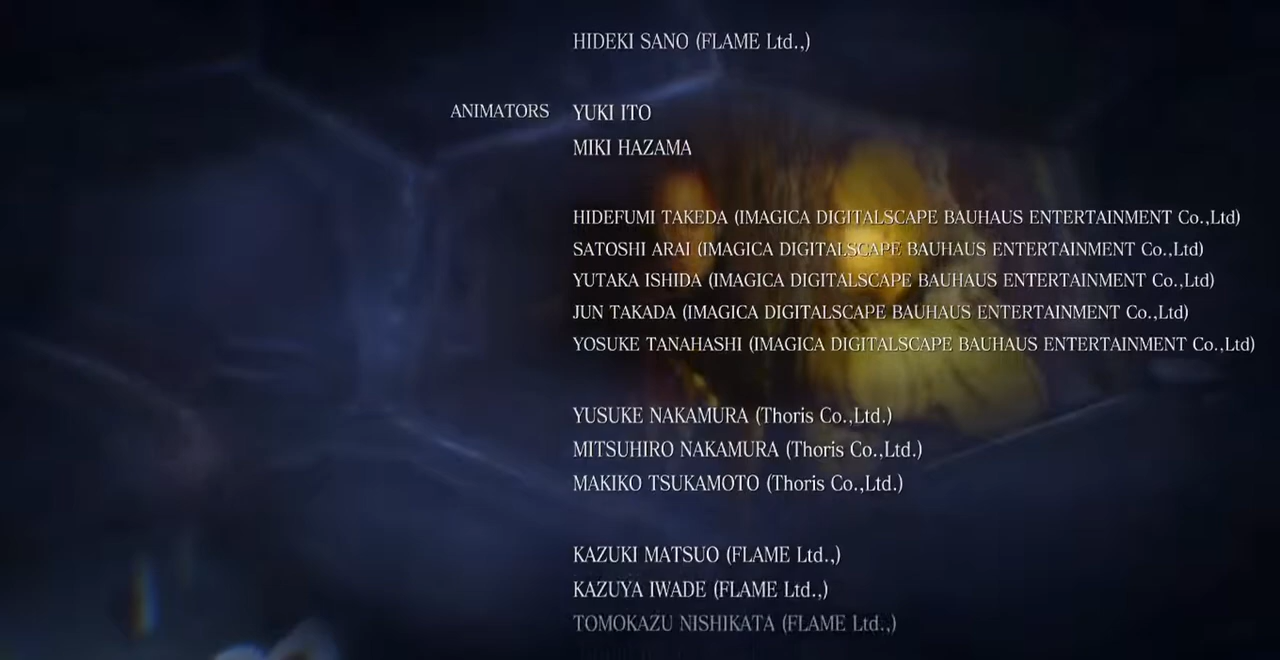 HIDEKI SANO (FLAME Ltd.,)
ANIMATORS YUKI ITO
MIKI HAZAMA
HIDEFUMI TAKEDA (IMAGICA DIGITALSCAPE BAUHAUS ENTERTAINMENT Co.,Ltd)
SATOSHI ARAI (IMAGICA DIGITALSCAPE BAUHAUS ENTERTAINMENT Co.,Ltd)
YUTAKA ISHIDA (IMAGICA DIGITALSCAPE BAUHAUS ENTERTAINMENT Co.,Ltd)
JUN TAKADA (IMAGICA DIGITALSCAPE BAUHAUS ENTERTAINMENT Co.,Ltd)
YOSUKE TANAHASHI (IMAGICA DIGITALSCAPE BAUHAUS ENTERTAINMENT Co.,Ltd)
YUSUKE NAKAMURA (Thoris Co.,Ltd.)
MITSUHIRO NAKAMURA (Thoris Co.,Ltd.)
MAKIKO TSUKAMOTO (Thoris Co.,Ltd.)
KAZUKI MATSUO (FLAME Ltd.,)
KAZUYA IWADE (FLAME Ltd.,)
TOMOKAZU NISHIKATA (FLAME Ltd.,)